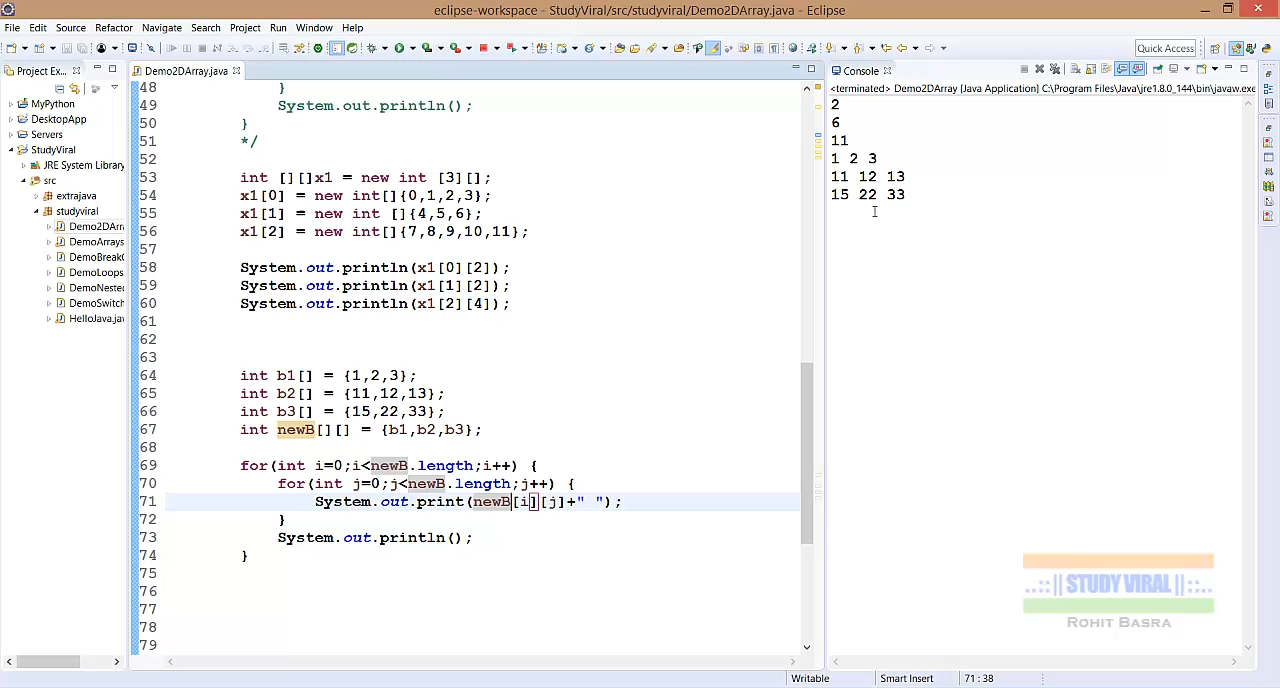 eclipse-workspace - StudyViral/src/studyviral/Demo2DArray.java - Eclipse
File Edit Source Refactor Navigate Search Project Run Window Help
Quick Access
Project Ex...
MyPython
DesktopApp
Servers
StudyViral
JRE System Library
src
extrajava
studyviral
Demo2DArr
DemoArrays
DemoBreakC
DemoLoops
DemoNested
DemoSwitch
HelloJava.jav
Demo2DArray.java
48 }
49 System.out.println();
50 }
51 */
52
53 int [][]x1 = new int [3][];
54 x1[0] = new int[]{0,1,2,3};
55 x1[1] = new int []{4,5,6};
56 x1[2] = new int[]{7,8,9,10,11};
57
58 System.out.println(x1[0][2]);
59 System.out.println(x1[1][2]);
60 System.out.println(x1[2][4]);
61
62
63
64 int b1[] = {1,2,3};
65 int b2[] = {11,12,13};
66 int b3[] = {15,22,33};
67 int newB[][] = {b1,b2,b3};
68
69 for(int i=0;i<newB.length;i++) {
70 for(int j=0;j<newB.length;j++) {
71 System.out.print(newB[i][j]+" ");
72 }
73 System.out.println();
74 }
75
76
77
78
79
Console
<terminated> Demo2DArray [Java Application] C:\Program Files\Java\jre1.8.0_144\bin\javaw.exe
2
6
11
1 2 3
11 12 13
15 22 33
..::|| STUDY VIRAL ||::..
ROHIT BASRA
Writable Smart Insert 71 : 38